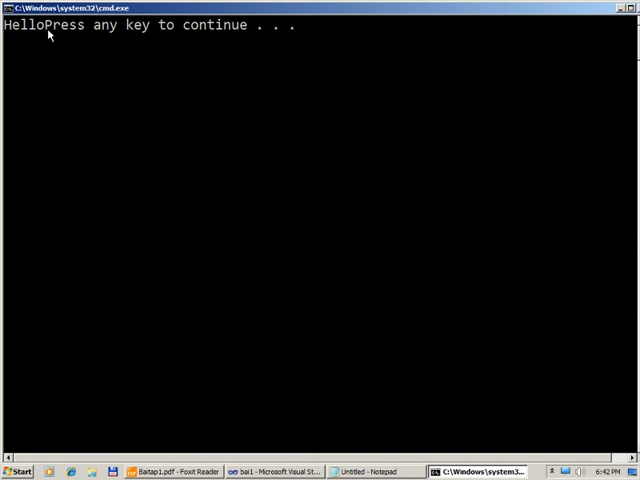 C:\Windows\system32\cmd.exe
HelloPress any key to continue . . .
Start
Baitap1.pdf - Foxit Reader
bai1 - Microsoft Visual St...
Untitled - Notepad
C:\Windows\system3...
6:42 PM